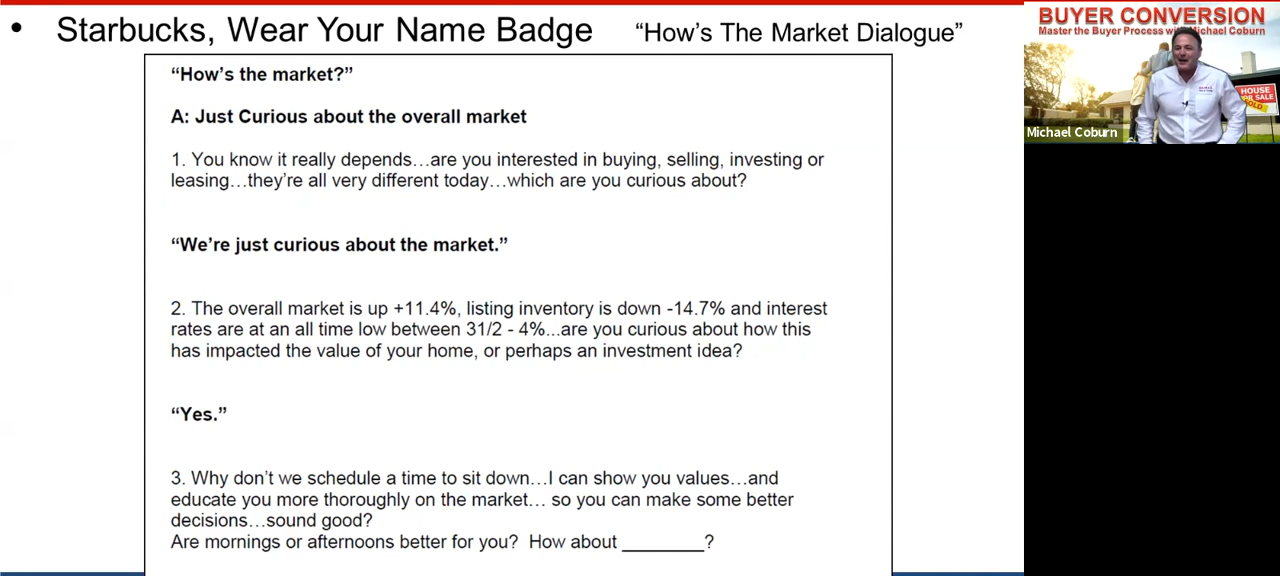 • Starbucks, Wear Your Name Badge “How’s The Market Dialogue”
“How’s the market?”
A: Just Curious about the overall market
1. You know it really depends…are you interested in buying, selling, investing or
leasing…they’re all very different today…which are you curious about?
“We’re just curious about the market.”
2. The overall market is up +11.4%, listing inventory is down -14.7% and interest
rates are at an all time low between 31/2 - 4%...are you curious about how this
has impacted the value of your home, or perhaps an investment idea?
“Yes.”
3. Why don’t we schedule a time to sit down…I can show you values…and
educate you more thoroughly on the market… so you can make some better
decisions…sound good?
Are mornings or afternoons better for you? How about ________?
BUYER CONVERSION
Master the Buyer Process with Michael Coburn
HOUSE
FOR SALE
SOLD
Michael Coburn